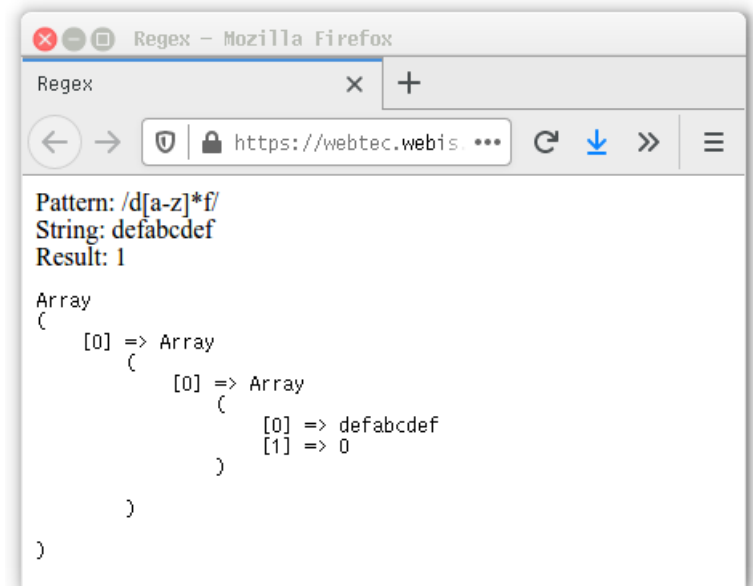 Regex – Mozilla Firefox
Regex
https://webtec.webis.
Pattern: /d[a-z]*f/
String: defabcdef
Result: 1
Array
(
    [0] => Array
        (
            [0] => Array
                (
                    [0] => defabcdef
                    [1] => 0
                )

        )

)